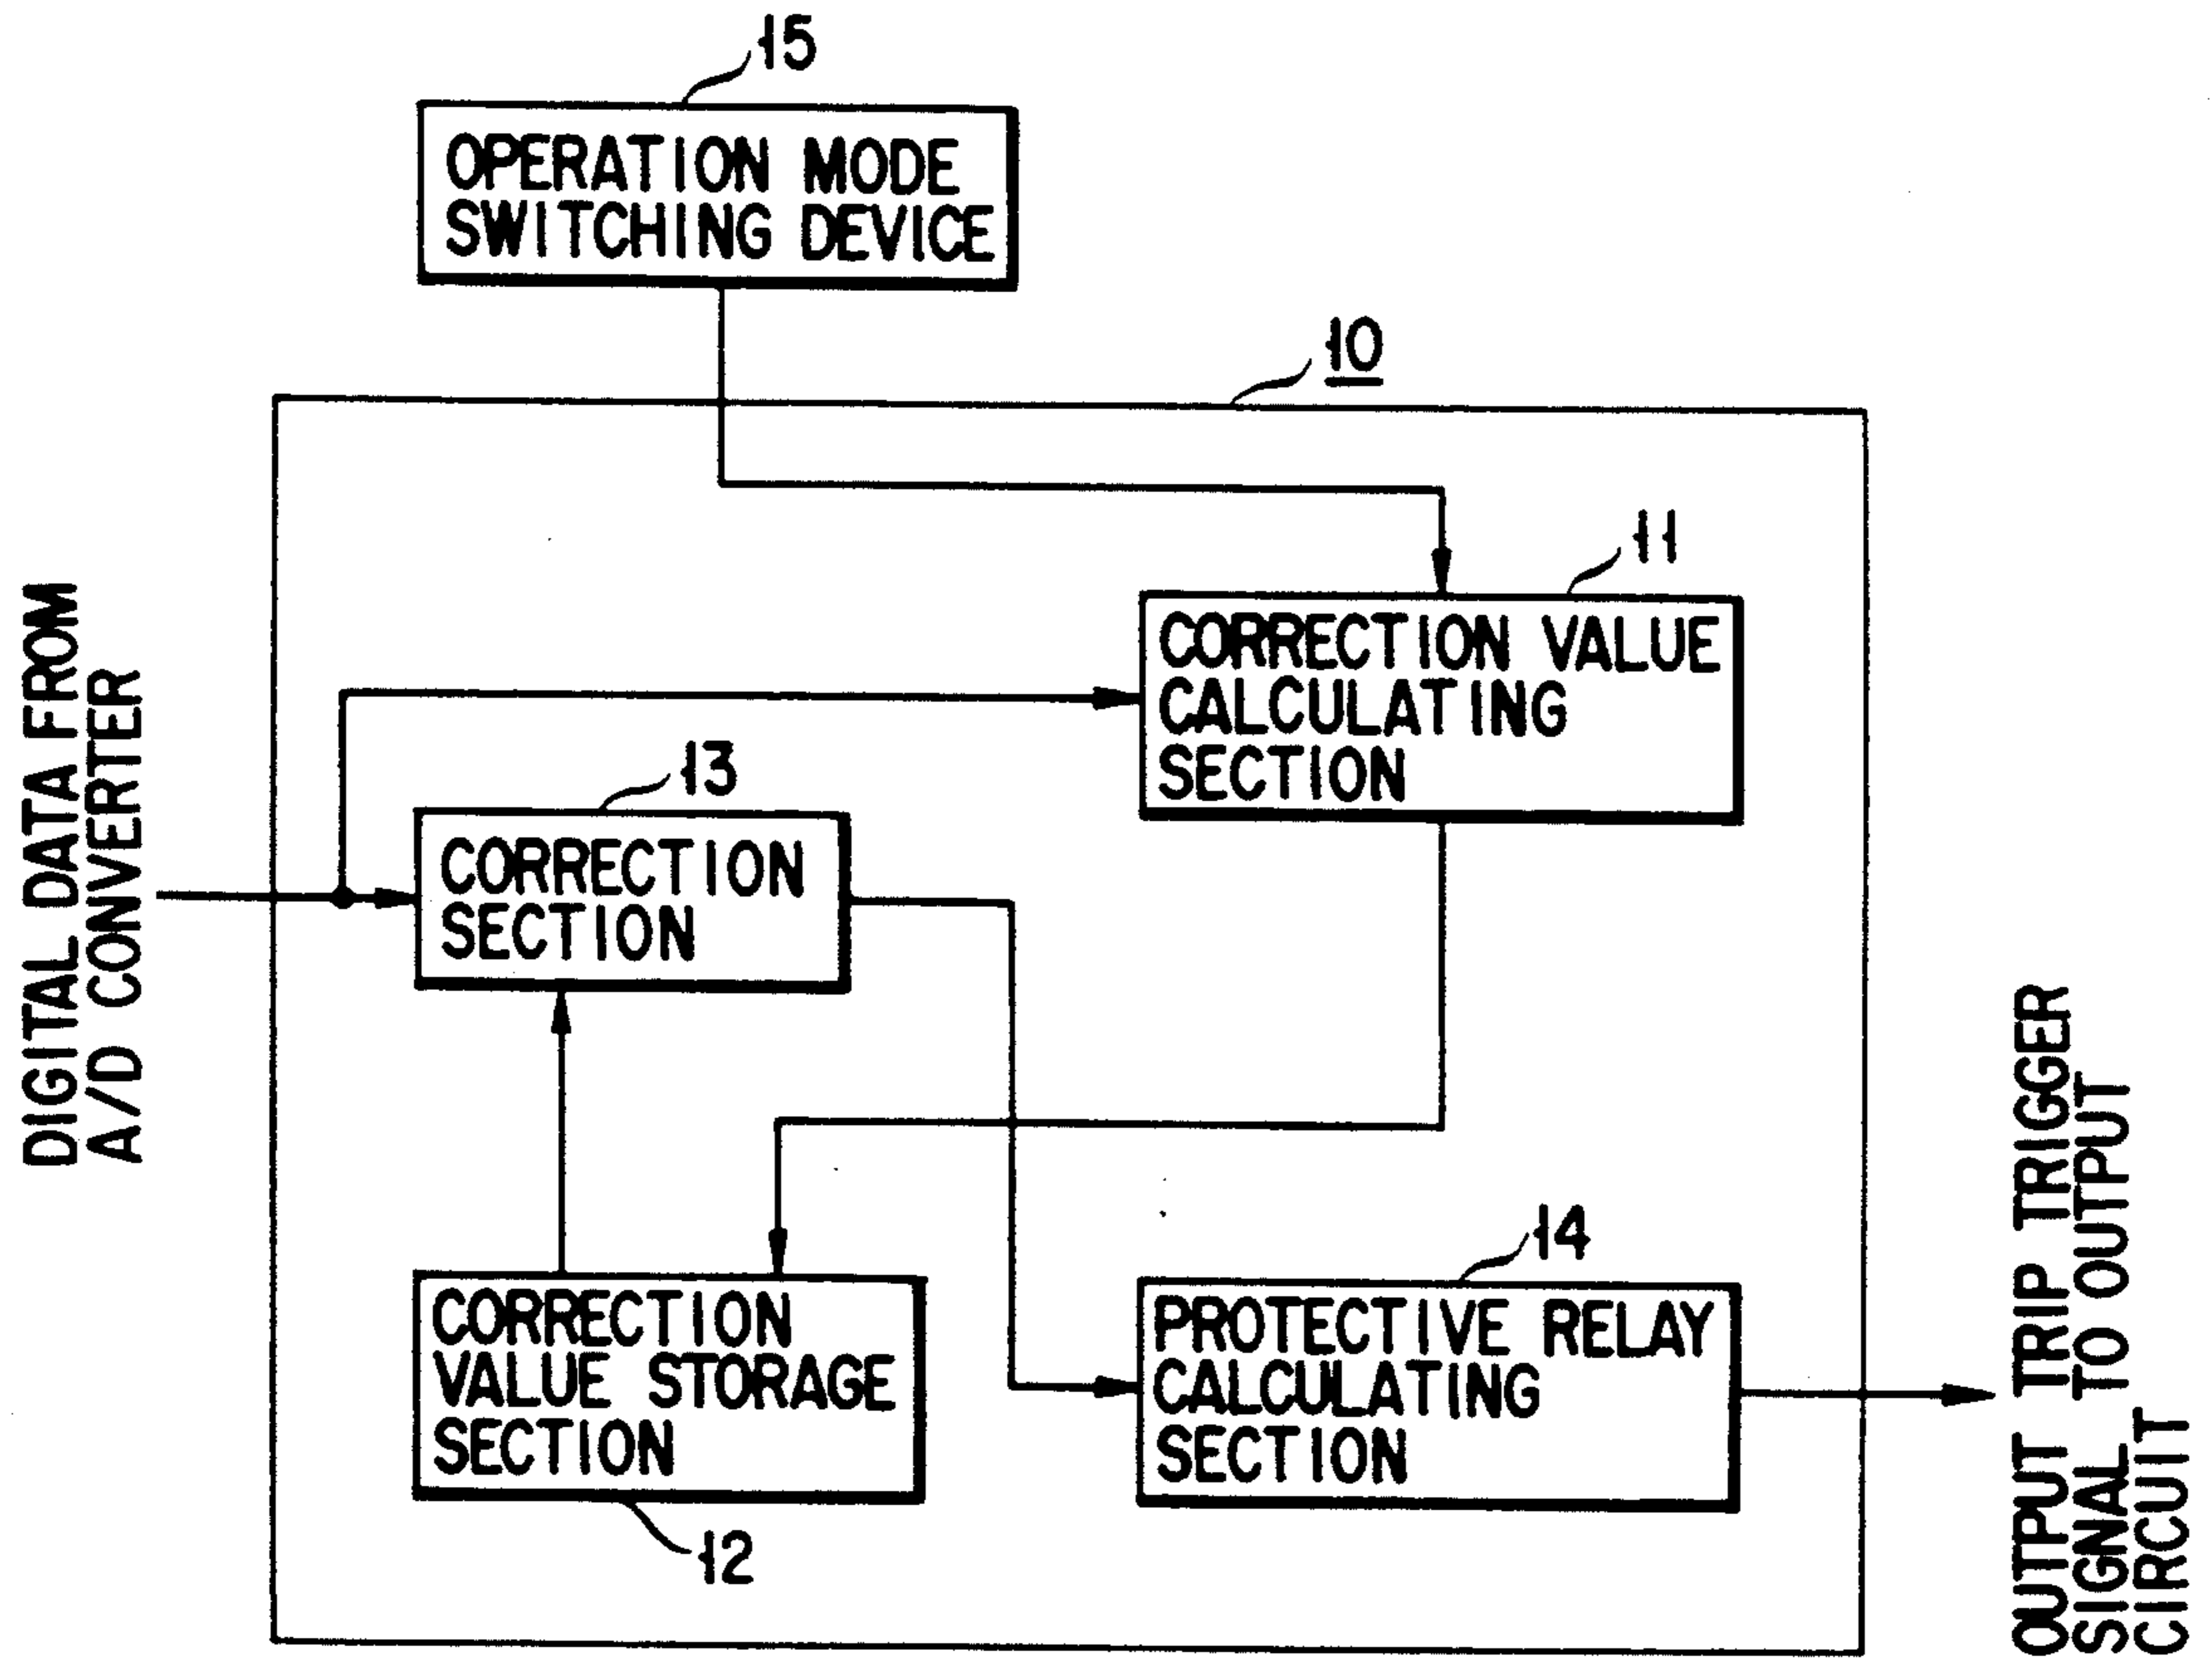 15
OPERATION MODE
SWITCHING DEVICE
10
11
CORRECTION VALUE
CALCULATING
SECTION
DIGITAL DATA FROM
A/D CONVERTER
13
CORRECTION
SECTION
14
CORRECTION
VALUE STORAGE
SECTION
12
PROTECTIVE RELAY
CALCULATING
SECTION
OUTPUT TRIP TRIGGER
SIGNAL TO OUTPUT
CIRCUIT